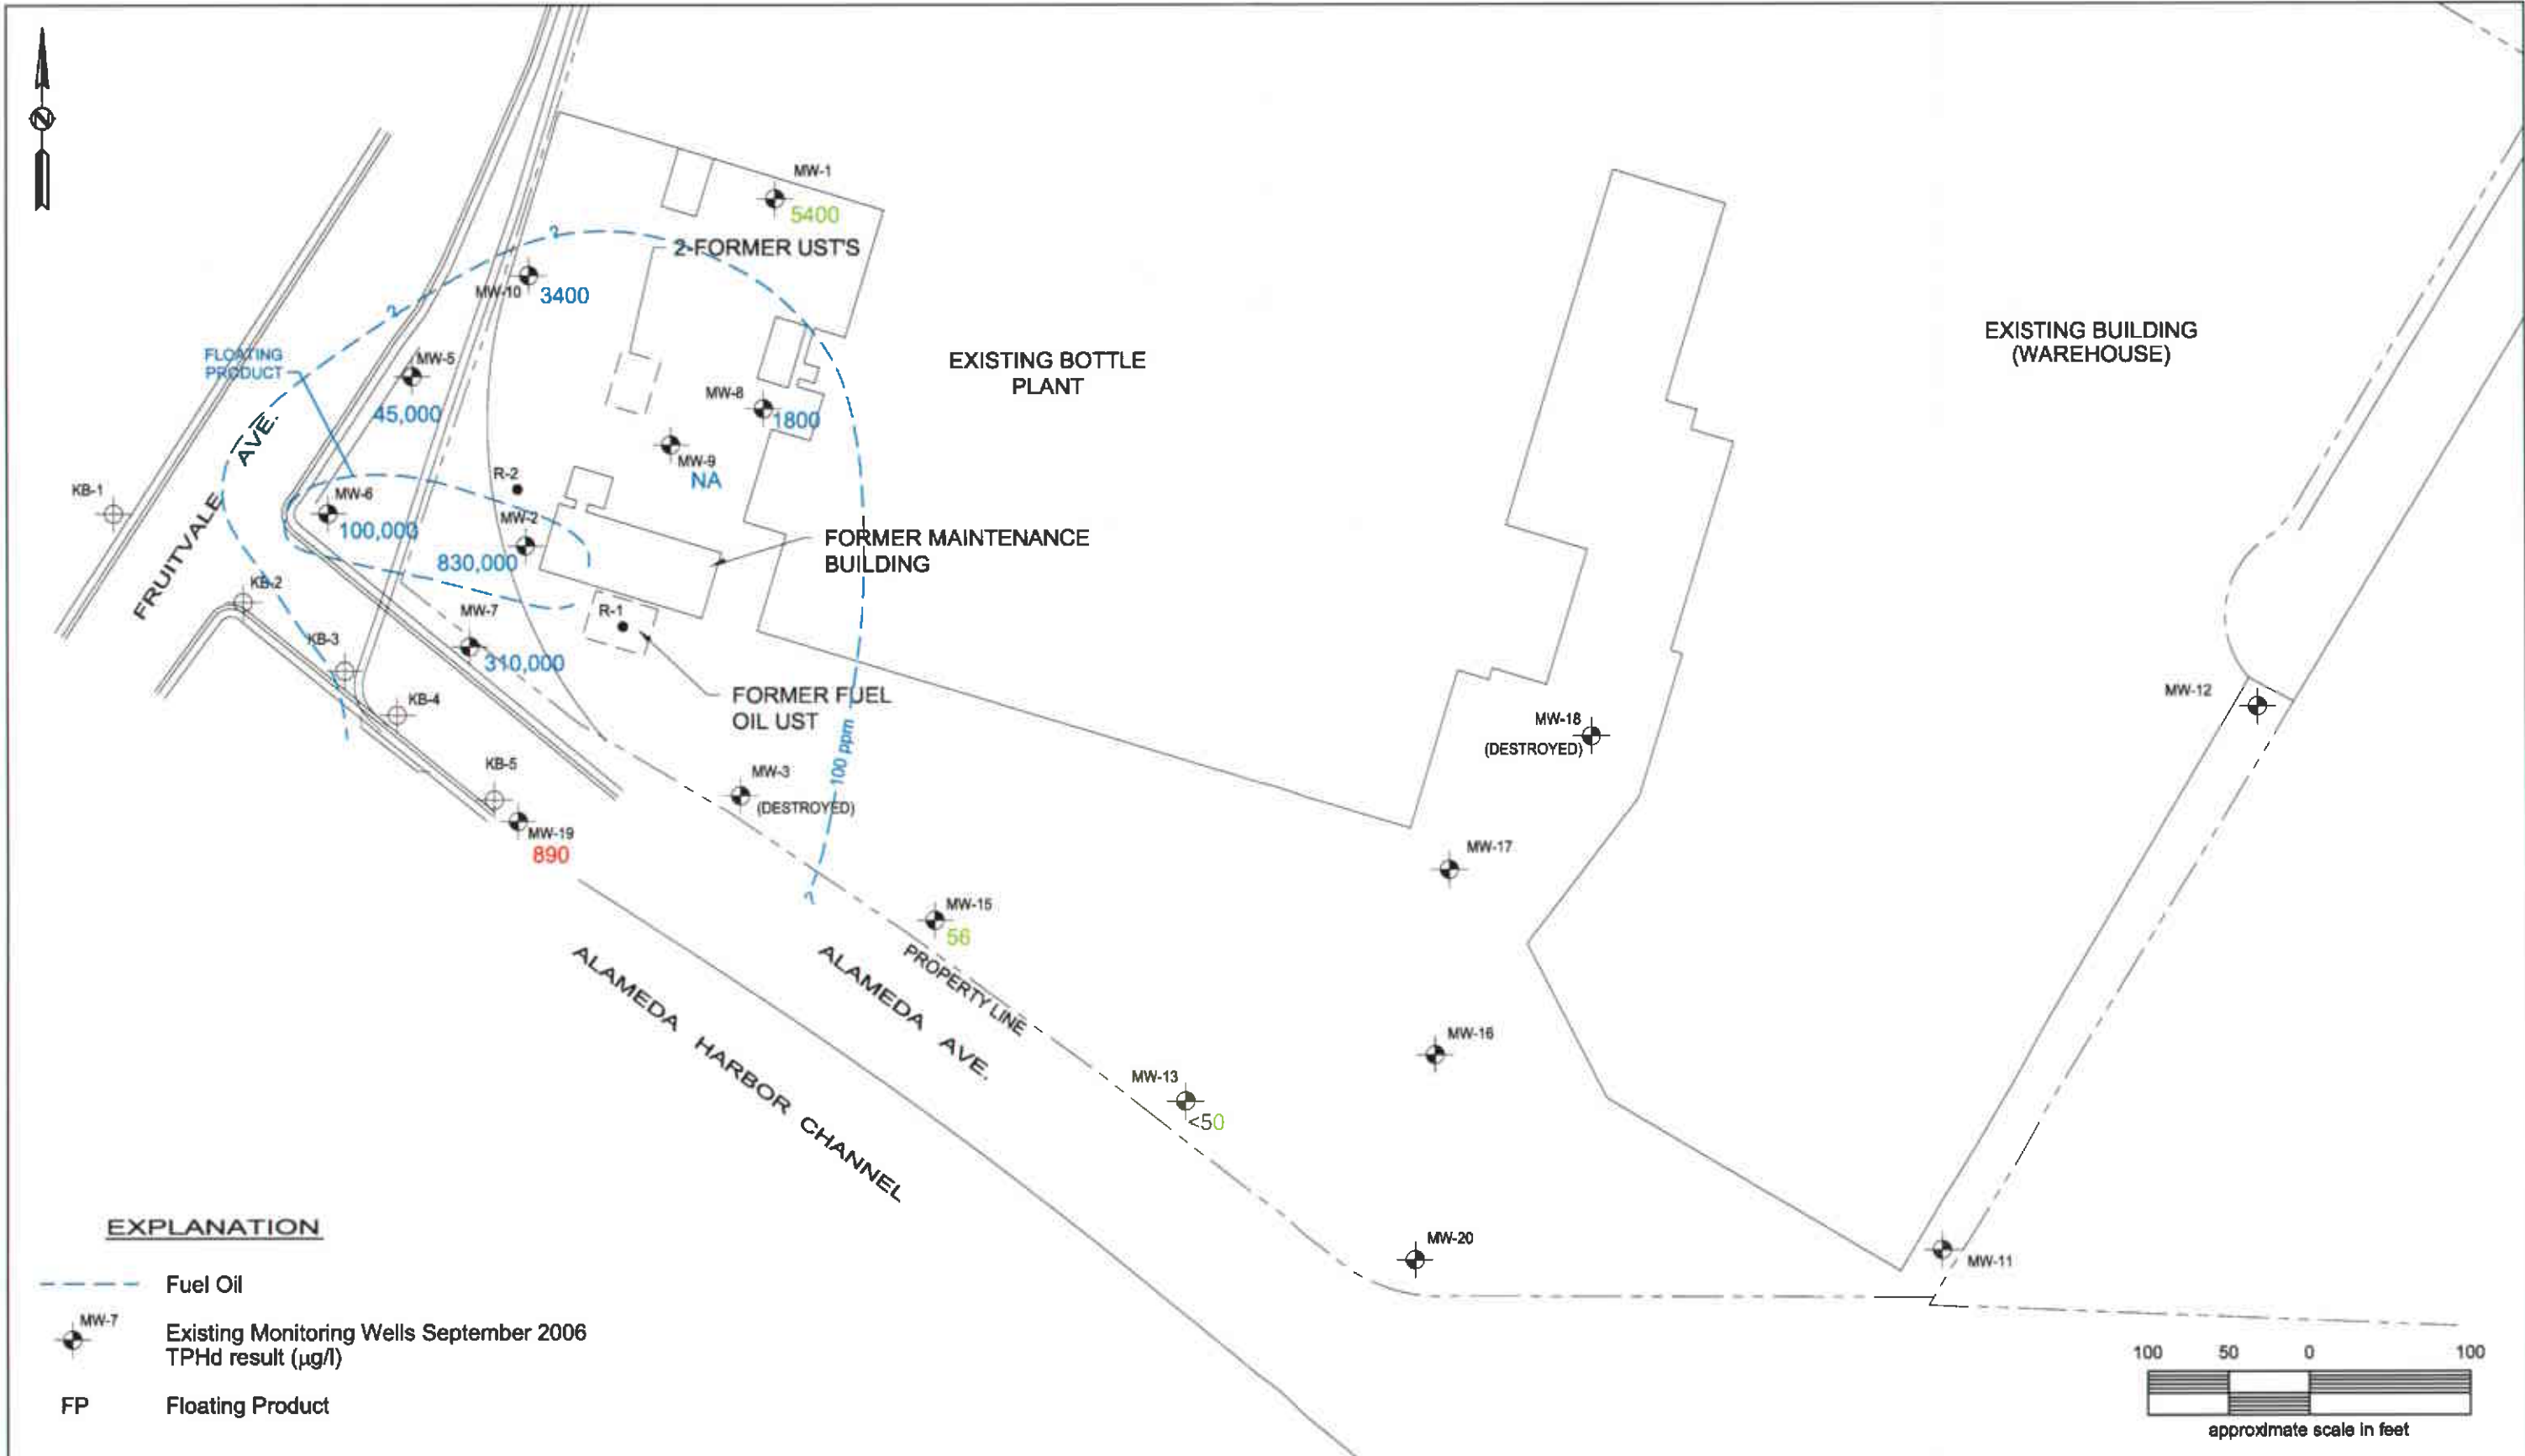 MW-1
5400
2-FORMER UST'S
MW-10
3400
FLOATING
PRODUCT
MW-5
45,000
MW-8
1800
MW-9
NA
EXISTING BOTTLE
PLANT
EXISTING BUILDING
(WAREHOUSE)
FRUITVALE AVE.
KB-1
R-2
MW-6
100,000
MW-2
830,000
FORMER MAINTENANCE
BUILDING
KB-2
MW-7
310,000
R-1
KB-3
FORMER FUEL
OIL UST
KB-4
100 ppm
?
?
?
MW-12
MW-18
(DESTROYED)
KB-5
MW-3
(DESTROYED)
MW-19
890
MW-17
MW-15
56
PROPERTY LINE
ALAMEDA AVE.
ALAMEDA HARBOR CHANNEL
MW-16
MW-13
<50
MW-20
MW-11
EXPLANATION
Fuel Oil
MW-7
Existing Monitoring Wells September 2006
TPHd result (µg/l)
FP
Floating Product
100 50 0 100
approximate scale in feet
N